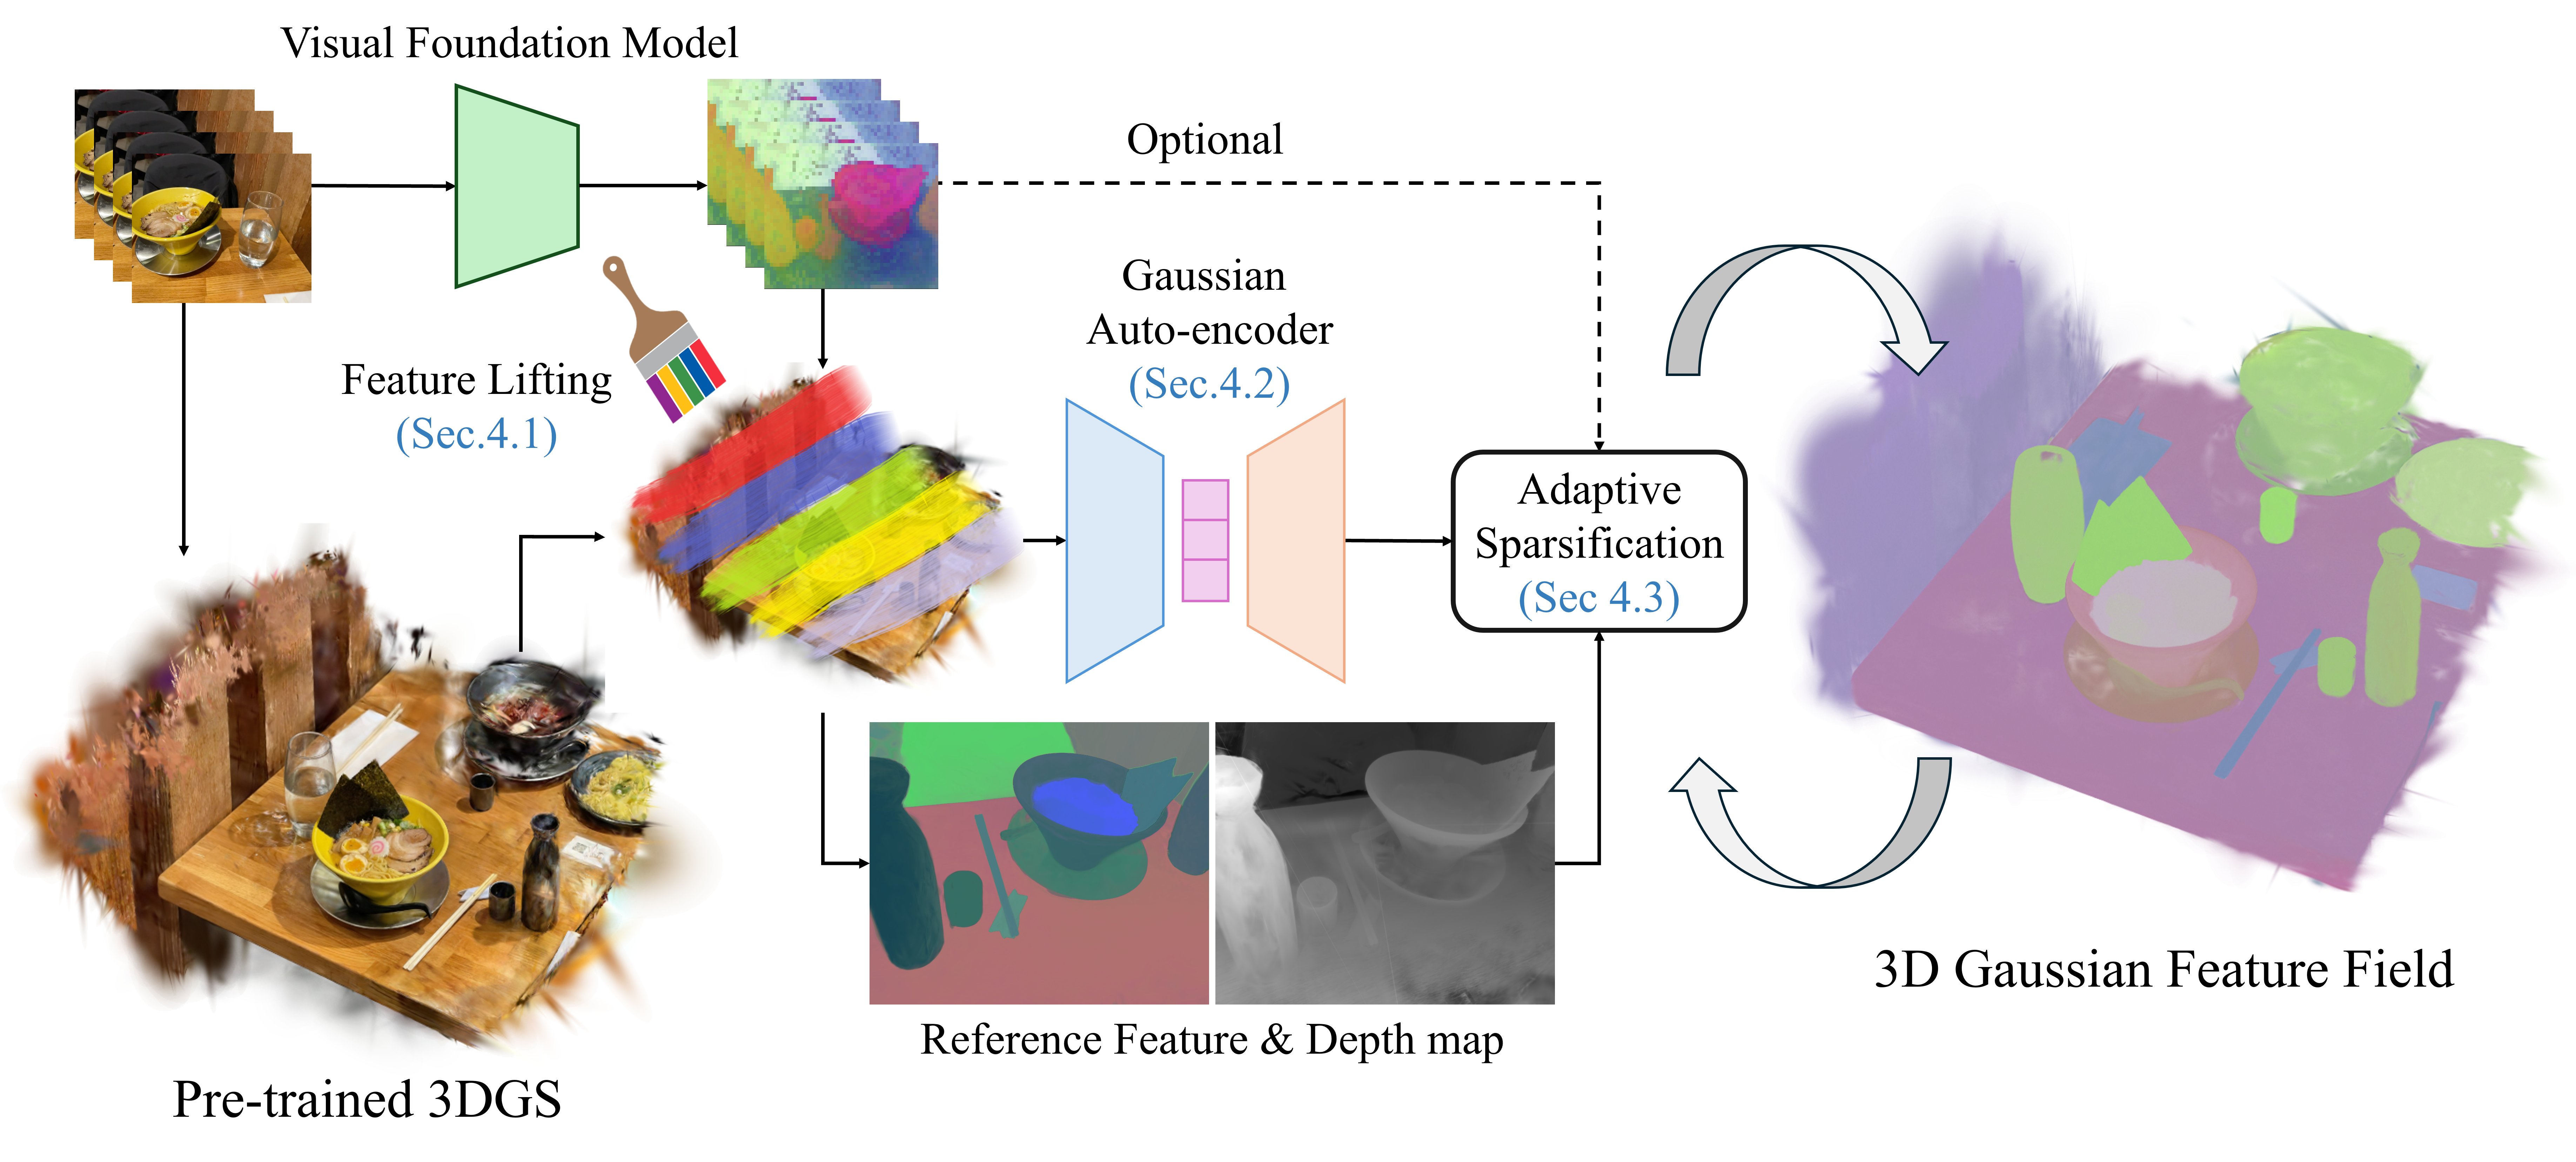 Visual Foundation Model
Optional
Feature Lifting
(Sec.4.1)
Gaussian
Auto-encoder
(Sec.4.2)
Adaptive
Sparsification
(Sec 4.3)
Reference Feature & Depth map
3D Gaussian Feature Field
Pre-trained 3DGS